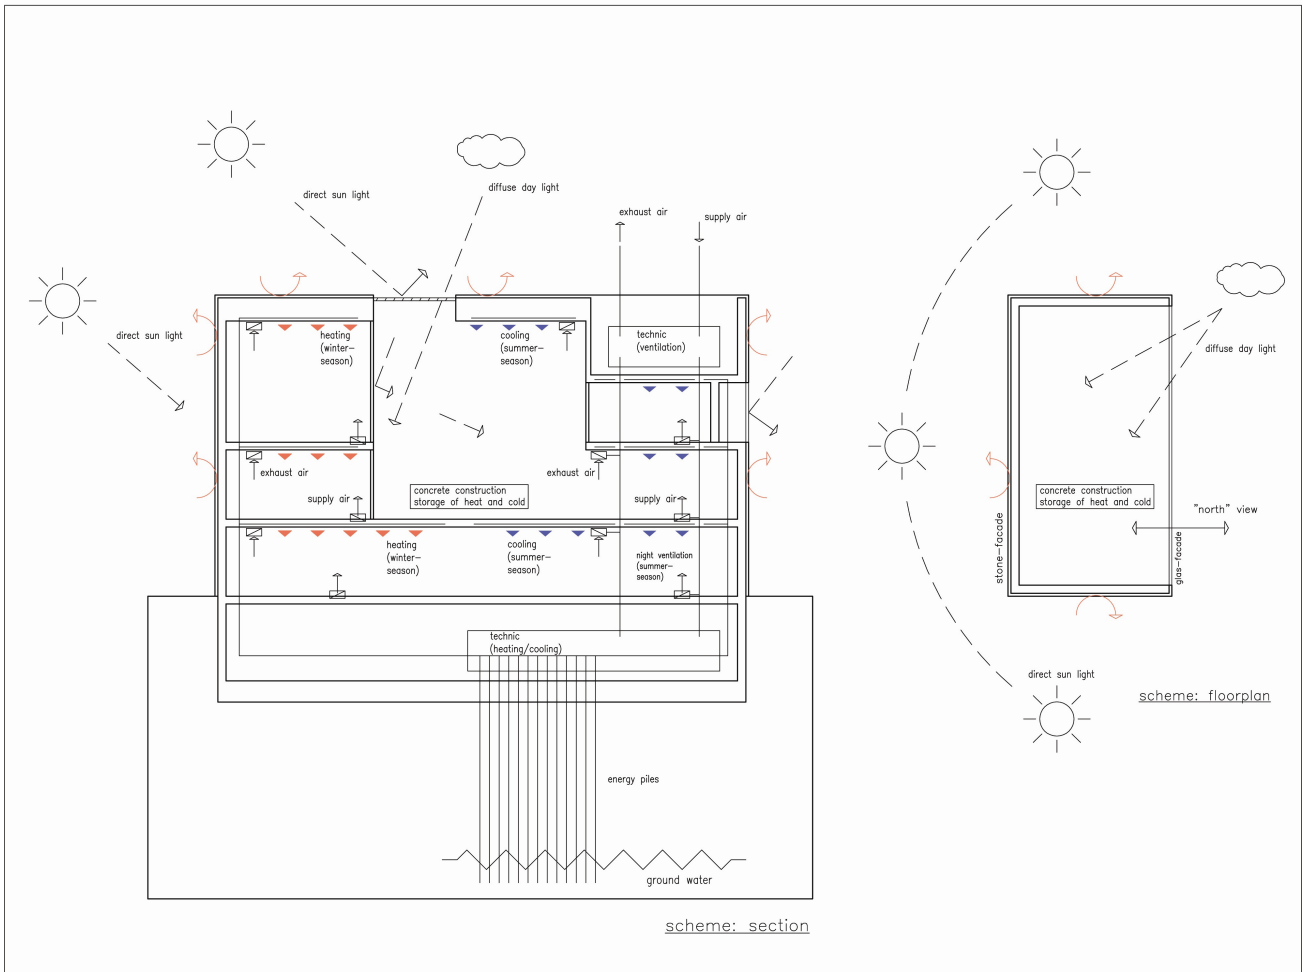 direct sun light
diffuse day light
exhaust air
supply air
direct sun light
heating
(winter-
season)
cooling
(summer-
season)
technic
(ventilation)
exhaust air
supply air
concrete construction
storage of heat and cold
exhaust air
supply air
heating
(winter-
season)
cooling
(summer-
season)
night ventilation
(summer-
season)
technic
(heating/cooling)
energy piles
ground water
scheme: section
diffuse day light
concrete construction
storage of heat and cold
"north" view
stone-facade
glas-facade
direct sun light
scheme: floorplan